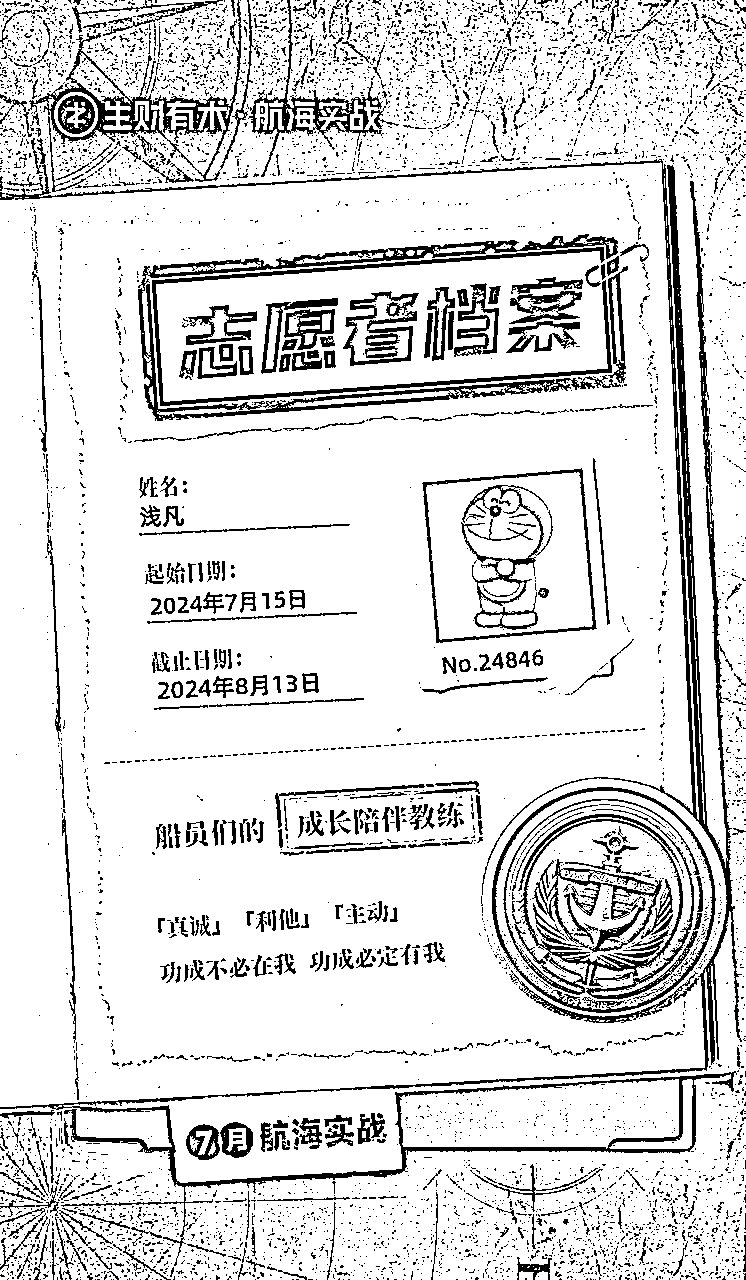 生财有术·航海实战
志愿者档案
姓名:
浅凡
起始日期:
2024年7月15日
截止日期:
2024年8月13日
No.24846
船员们的 成长陪伴教练
「真诚」「利他」「主动」
功成不必在我 功成必定有我
7月 航海实战